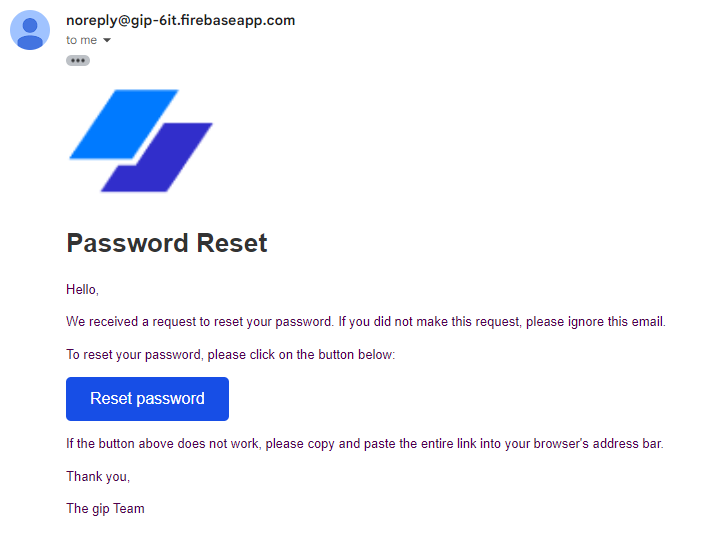 noreply@gip-6it.firebaseapp.com
to me
Password Reset
Hello,
We received a request to reset your password. If you did not make this request, please ignore this email.
To reset your password, please click on the button below:
Reset password
If the button above does not work, please copy and paste the entire link into your browser's address bar.
Thank you,
The gip Team